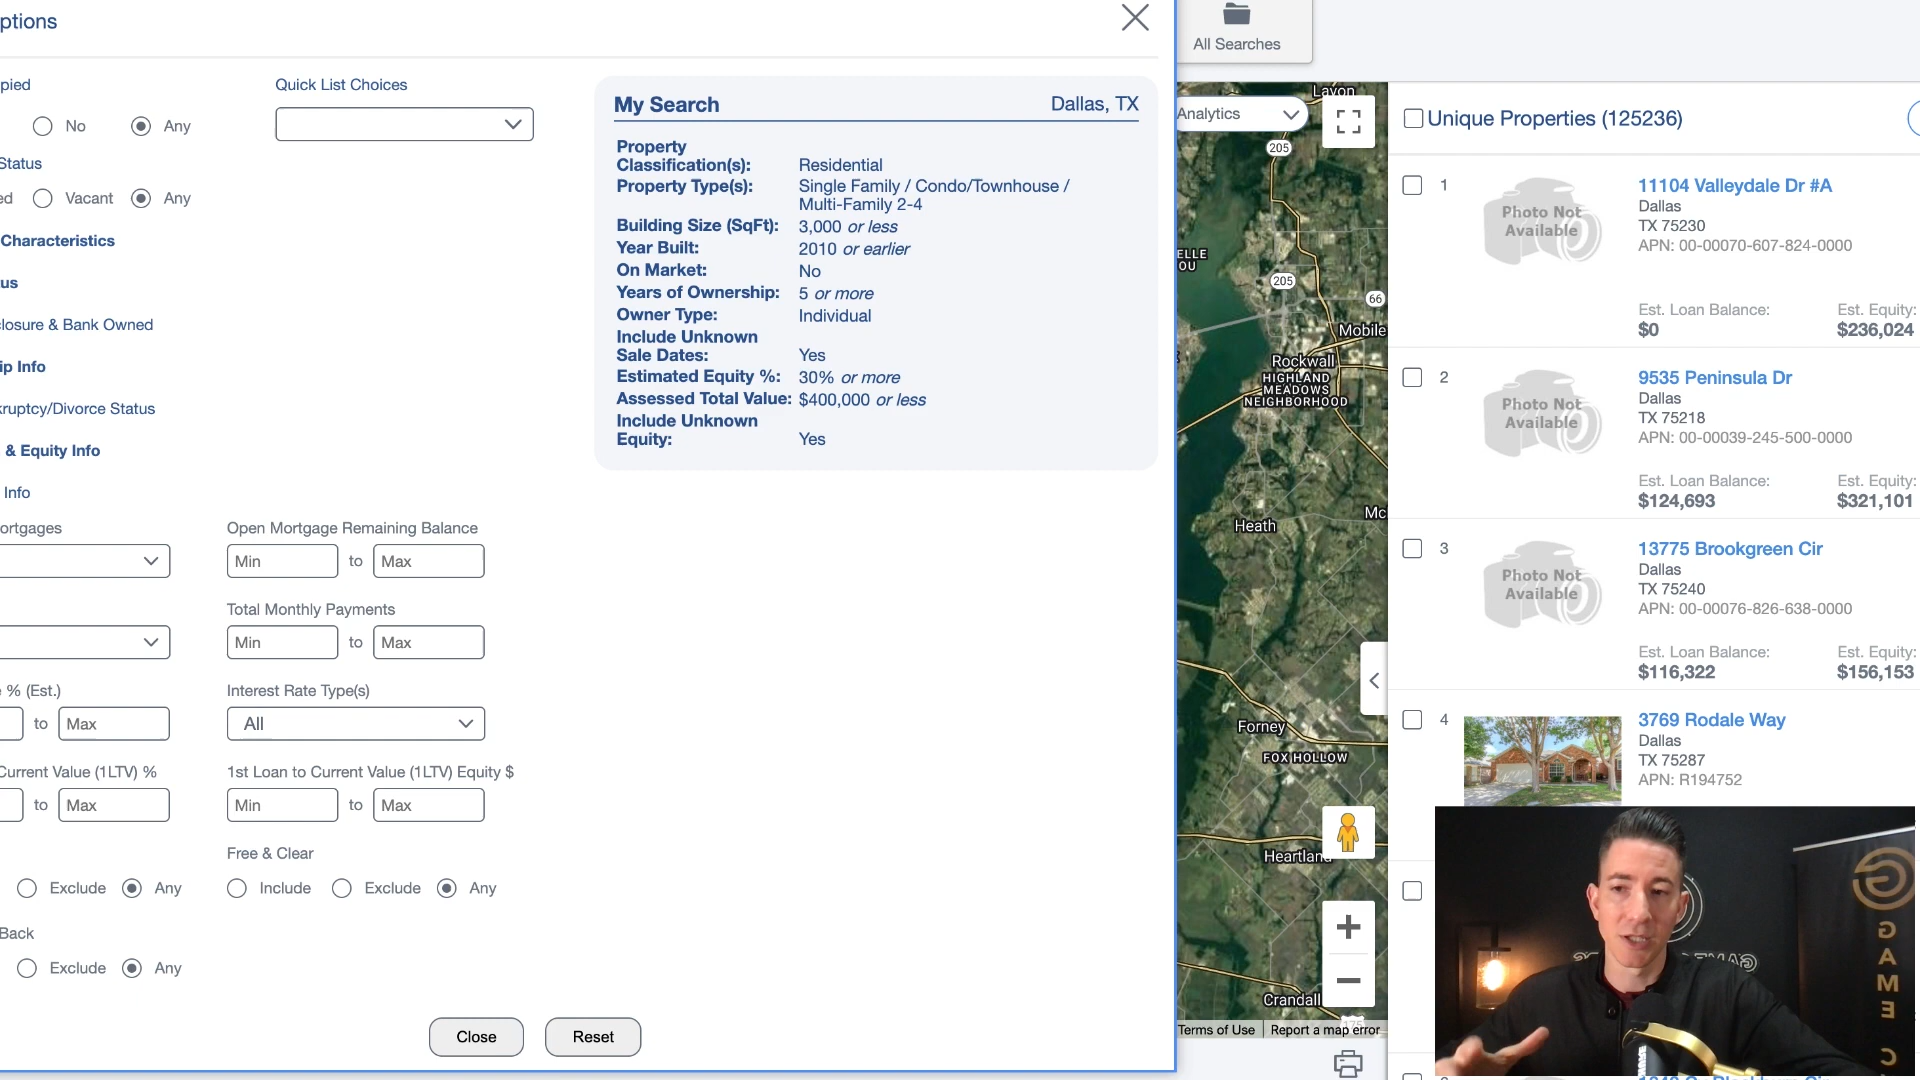 ptions
pied
No
Any
Status
ed
Vacant
Any
Characteristics
us
closure & Bank Owned
ip Info
kruptcy/Divorce Status
& Equity Info
Info
ortgages
% (Est.)
to
Max
Current Value (1LTV) %
to
Max
Exclude
Any
Back
Exclude
Any
Quick List Choices
Open Mortgage Remaining Balance
Min
to
Max
Total Monthly Payments
Min
to
Max
Interest Rate Type(s)
All
1st Loan to Current Value (1LTV) Equity $
Min
to
Max
Free & Clear
Include
Exclude
Any
Close
Reset
My Search
Dallas, TX
Property
Classification(s): Residential
Property Type(s): Single Family / Condo/Townhouse /
Multi-Family 2-4
Building Size (SqFt): 3,000 or less
Year Built: 2010 or earlier
On Market: No
Years of Ownership: 5 or more
Owner Type: Individual
Include Unknown
Sale Dates: Yes
Estimated Equity %: 30% or more
Assessed Total Value: $400,000 or less
Include Unknown
Equity: Yes
All Searches
Analytics
Lavon
205
ELLE
OU
205
66
Mobile
Rockwall
HIGHLAND
MEADOWS
NEIGHBORHOOD
Heath
Mc
Forney
FOX HOLLOW
Heartland
Crandall
175
Terms of Use
Report a map error
Unique Properties (125236)
1
Photo Not
Available
11104 Valleydale Dr #A
Dallas
TX 75230
APN: 00-00070-607-824-0000
Est. Loan Balance:
$0
Est. Equity:
$236,024
2
Photo Not
Available
9535 Peninsula Dr
Dallas
TX 75218
APN: 00-00039-245-500-0000
Est. Loan Balance:
$124,693
Est. Equity:
$321,101
3
Photo Not
Available
13775 Brookgreen Cir
Dallas
TX 75240
APN: 00-00076-826-638-0000
Est. Loan Balance:
$116,322
Est. Equity:
$156,153
4
3769 Rodale Way
Dallas
TX 75287
APN: R194752
GAME